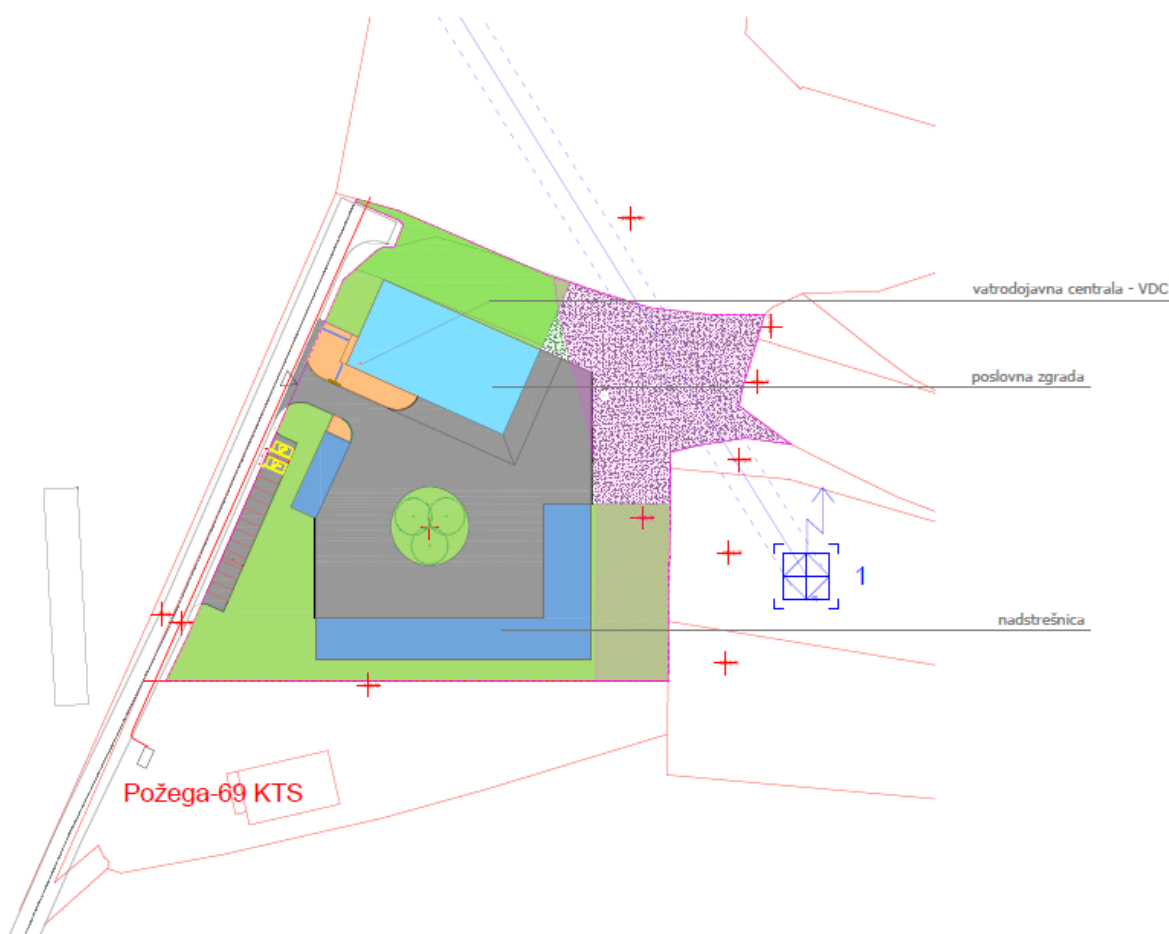 vatrodojavna centrala - VDC
poslovna zgrada
1
nadstrešnica
Požega-69 KTS